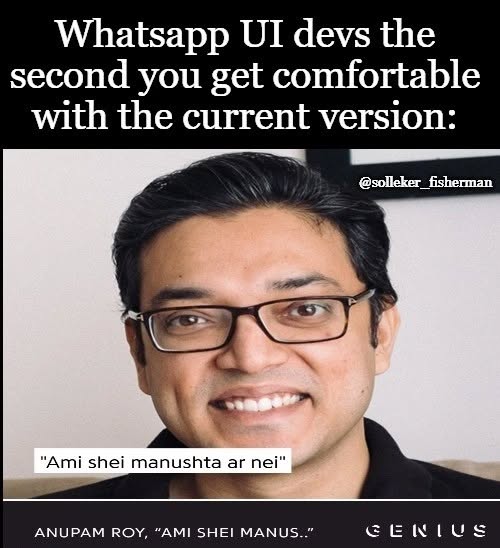 Whatsapp UI devs the
second you get comfortable
with the current version:
@solleker_fisherman
"Ami shei manushta ar nei"
ANUPAM ROY, “AMI SHEI MANUS..” GENIUS